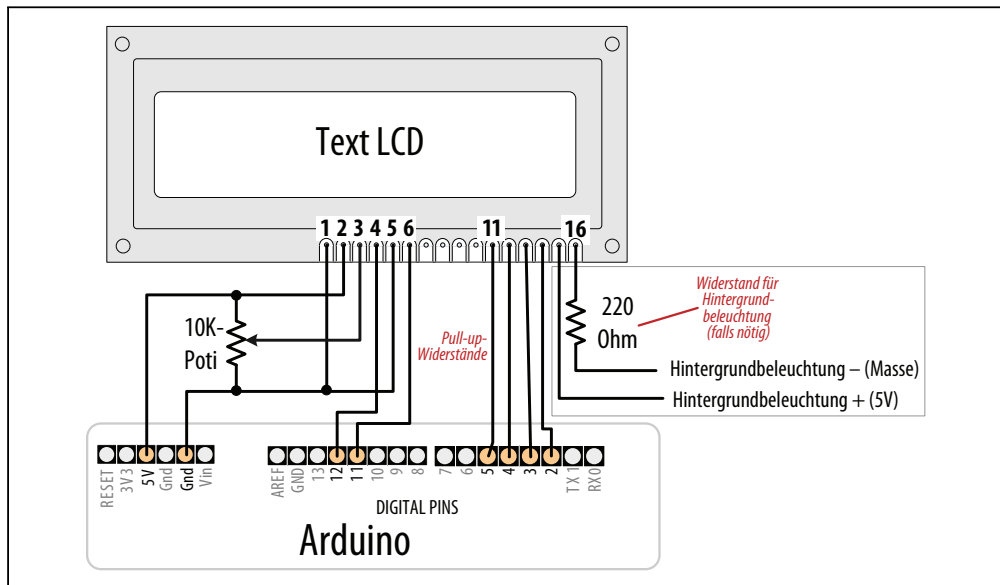 Text LCD
1 2 3 4 5 6 11 16
10K-
Poti
Pull-up-
Widerstände
220
Ohm
Widerstand für
Hintergrund-
beleuchtung
(falls nötig)
Hintergrundbeleuchtung – (Masse)
Hintergrundbeleuchtung + (5V)
RESET
3V3
5V
Gnd
Gnd
Vin
AREF
GND
13
12
11
10
9
8
7
6
5
4
3
2
TX 1
RX0
DIGITAL PINS
Arduino